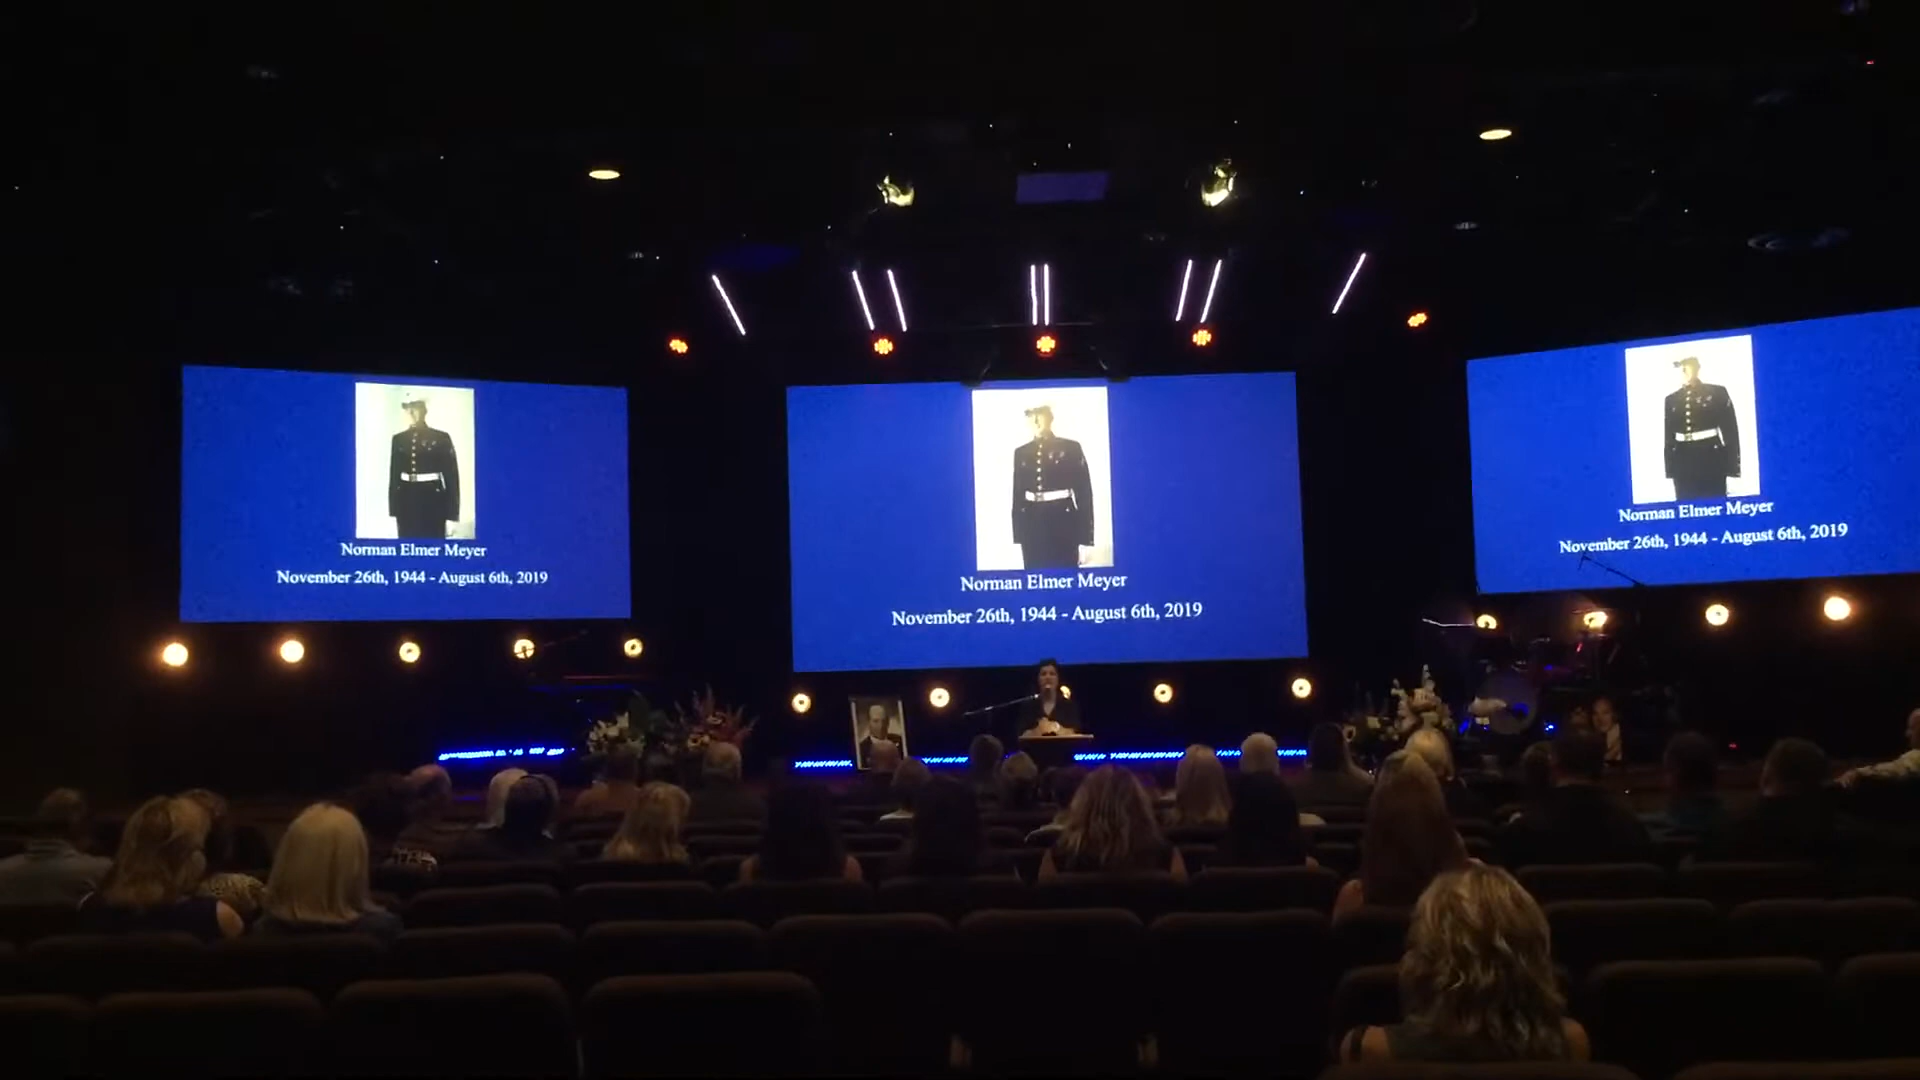 Norman Elmer Meyer
November 26th, 1944 - August 6th, 2019
Norman Elmer Meyer
November 26th, 1944 - August 6th, 2019
Norman Elmer Meyer
November 26th, 1944 - August 6th, 2019